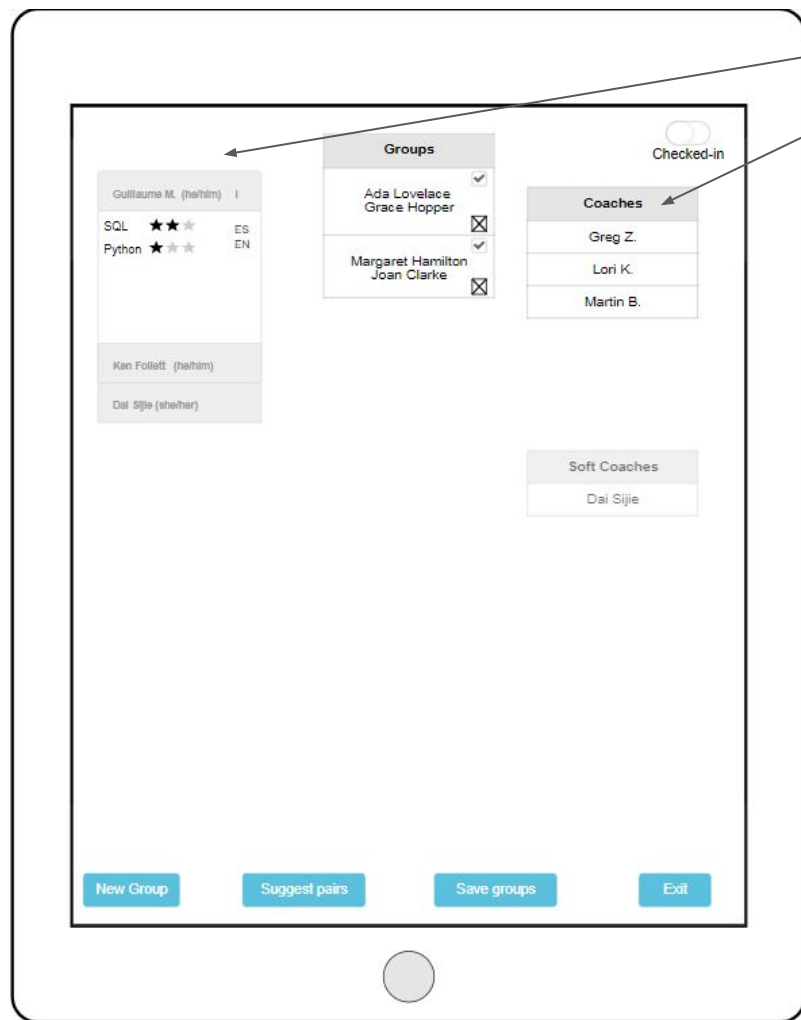 Checked-in
Guillaume M. (he/him) I
SQL ES
Python EN
Ken Follett (he/him)
Dai Sijie (she/her)
Groups
Ada Lovelace
Grace Hopper
Margaret Hamilton
Joan Clarke
Coaches
Greg Z.
Lori K.
Martin B.
Soft Coaches
Dai Sijie
New Group
Suggest pairs
Save groups
Exit